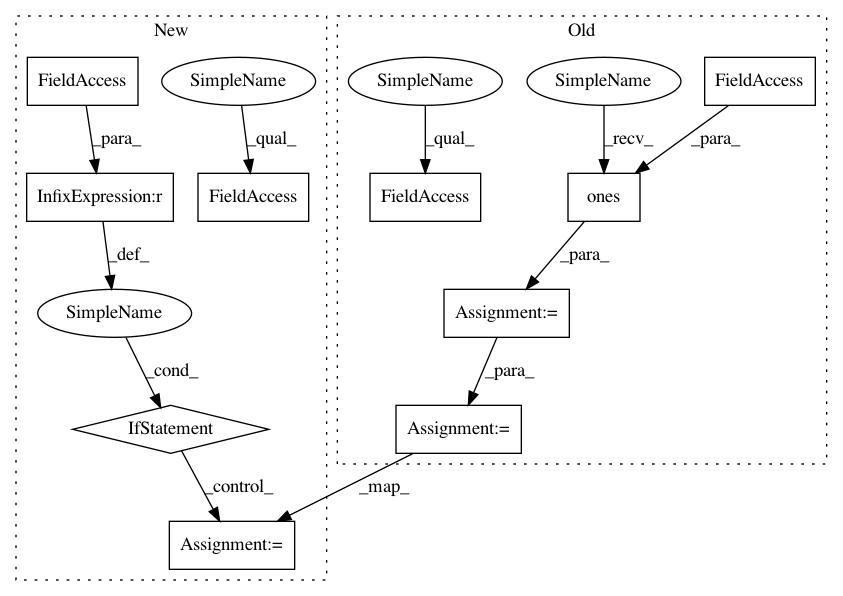 New
Old
FieldAccess
SimpleName
SimpleName
SimpleName
FieldAccess
_para_
_qual_
_qual_
_recv_
_para_
InfixExpression:r
FieldAccess
FieldAccess
ones
_def_
_para_
SimpleName
Assignment:=
_cond_
_para_
IfStatement
Assignment:=
_control_
_map_
Assignment:=